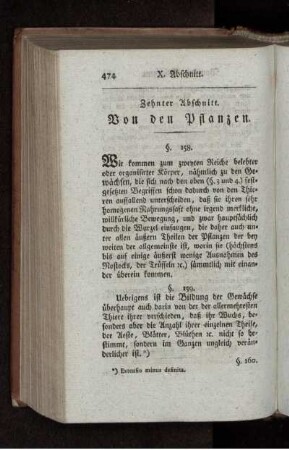 474 X. Abschnitt.
Zehnter Abschnitt.
Von den Pflanzen.
§. 158.
Wir kommen zum zweyten Reiche belebter
oder organisirter Körper, nähmlich zu den Ge-
wächsen, die sich nach den oben (§. 3 und 4.) fest-
gesetzten Begriffen schon dadurch von den Thie-
ren auffallend unterscheiden, daß sie ihren sehr
homogenen Nahrungssaft ohne irgend merkliche,
willkürliche Bewegung, und zwar hauptsächlich
durch die Wurzel einsaugen, die daher auch un-
ter allen äußern Theilen der Pflanzen der bey
weiten der allgemeinste ist, worin sie (höchstens
bis auf einige äußerst wenige Ausnahmen des
Nostocks, der Trüffeln ꝛc.) sämmtlich mit einan-
der überein kommen.
§. 159.
Uebrigens ist die Bildung der Gewächse
überhaupt auch darin von der der allermehresten
Thiere ihrer verschieden, daß ihr Wuchs, be-
sonders aber die Anzahl ihrer einzelnen Theile,
der Aeste, Blätter, Blüthen ꝛc. nicht so be-
stimmt, sondern im Ganzen ungleich verän-
derlicher ist.*)
§. 160.
*) Domestio minus definita.